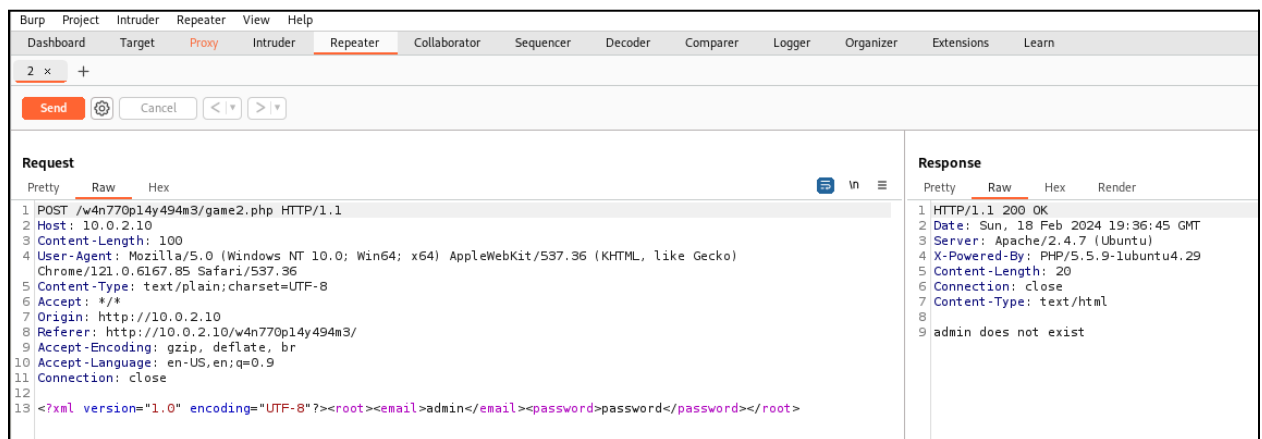 Burp Project Intruder Repeater View Help
Dashboard Target Proxy Intruder Repeater Collaborator Sequencer Decoder Comparer Logger Organizer Extensions Learn
2 × +
Send Cancel < >
Request
Pretty Raw Hex \n
1 POST /w4n770p14y494m3/game2.php HTTP/1.1
2 Host: 10.0.2.10
3 Content-Length: 100
4 User-Agent: Mozilla/5.0 (Windows NT 10.0; Win64; x64) AppleWebKit/537.36 (KHTML, like Gecko)
Chrome/121.0.6167.85 Safari/537.36
5 Content-Type: text/plain;charset=UTF-8
6 Accept: */*
7 Origin: http://10.0.2.10
8 Referer: http://10.0.2.10/w4n770p14y494m3/
9 Accept-Encoding: gzip, deflate, br
10 Accept-Language: en-US,en;q=0.9
11 Connection: close
12
13 <?xml version="1.0" encoding="UTF-8"?><root><email>admin</email><password>password</password></root>
Response
Pretty Raw Hex Render
1 HTTP/1.1 200 OK
2 Date: Sun, 18 Feb 2024 19:36:45 GMT
3 Server: Apache/2.4.7 (Ubuntu)
4 X-Powered-By: PHP/5.5.9-1ubuntu4.29
5 Content-Length: 20
6 Connection: close
7 Content-Type: text/html
8
9 admin does not exist